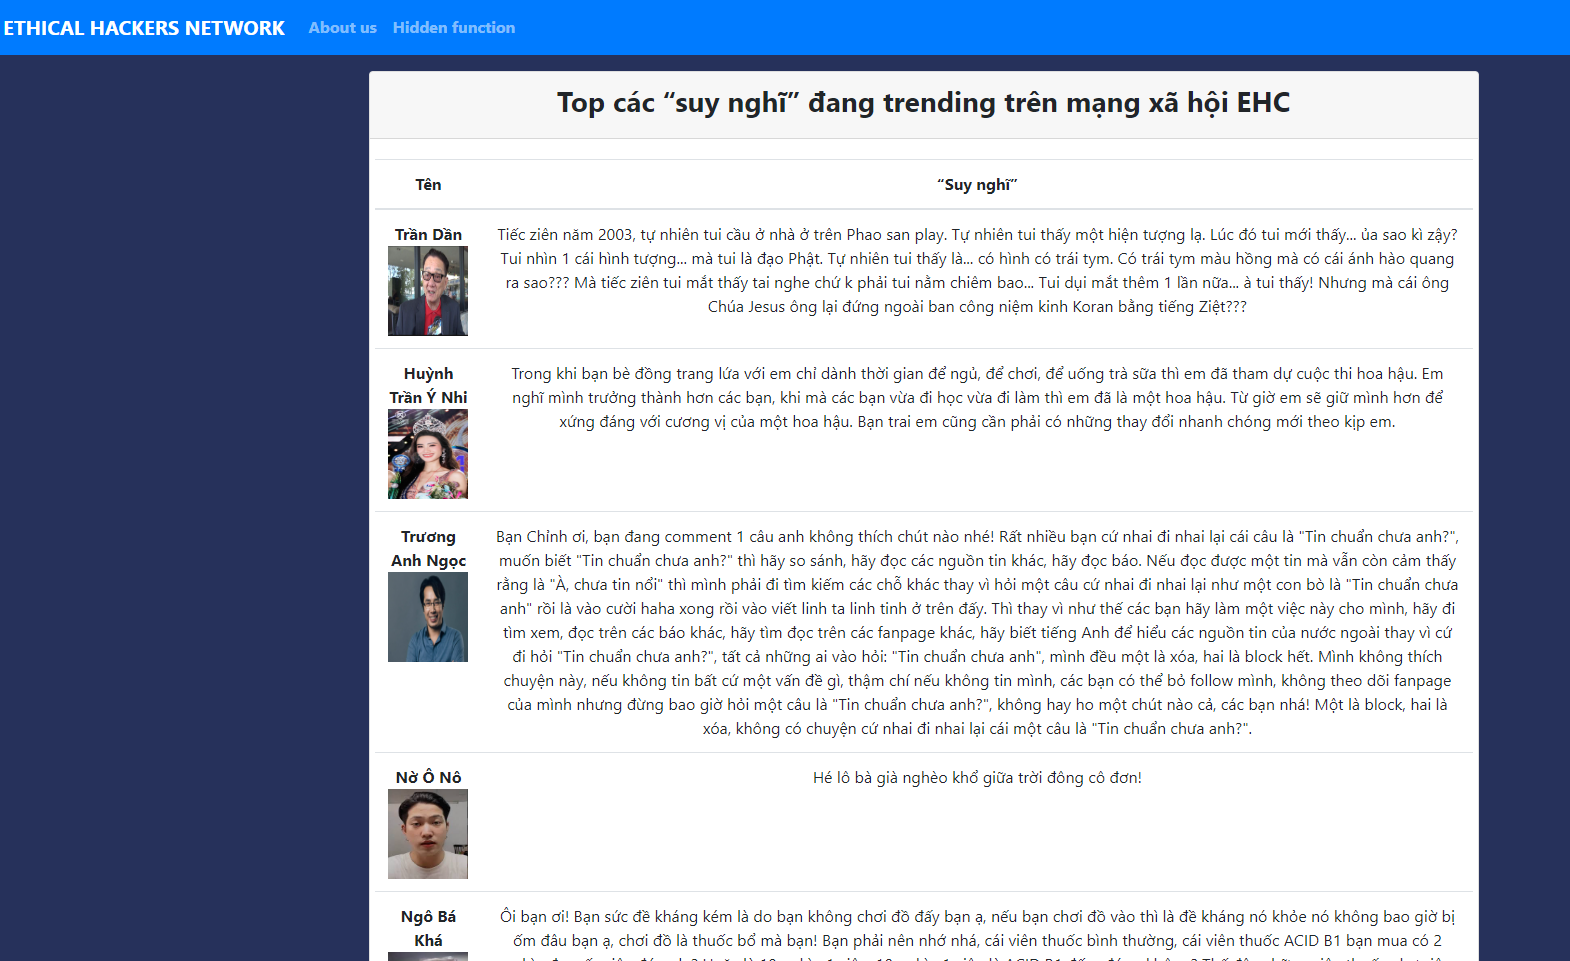 ETHICAL HACKERS NETWORK About us Hidden function
Top các “suy nghĩ” đang trending trên mạng xã hội EHC
Tên “Suy nghĩ”
Trần Dần
Tiếc ziên năm 2003, tự nhiên tui cầu ở nhà ở trên Phao san play. Tự nhiên tui thấy một hiện tượng lạ. Lúc đó tui mới thấy... ủa sao kì zậy?
Tui nhìn 1 cái hình tượng... mà tui là đạo Phật. Tự nhiên tui thấy là... có hình có trái tym. Có trái tym màu hồng mà có cái ánh hào quang
ra sao??? Mà tiếc ziên tui mắt thấy tai nghe chứ k phải tui nằm chiêm bao... Tui dụi mắt thêm 1 lần nữa... à tui thấy! Nhưng mà cái ông
Chúa Jesus ông lại đứng ngoài ban công niệm kinh Koran bằng tiếng Ziệt???
Huỳnh
Trần Ý Nhi
Trong khi bạn bè đồng trang lứa với em chỉ dành thời gian để ngủ, để chơi, để uống trà sữa thì em đã tham dự cuộc thi hoa hậu. Em
nghĩ mình trưởng thành hơn các bạn, khi mà các bạn vừa đi học vừa đi làm thì em đã là một hoa hậu. Từ giờ em sẽ giữ mình hơn để
xứng đáng với cương vị của một hoa hậu. Bạn trai em cũng cần phải có những thay đổi nhanh chóng mới theo kịp em.
Trương
Anh Ngọc
Bạn Chỉnh ơi, bạn đang comment 1 câu anh không thích chút nào nhé! Rất nhiều bạn cứ nhai đi nhai lại cái câu là "Tin chuẩn chưa anh?",
muốn biết "Tin chuẩn chưa anh?" thì hãy so sánh, hãy đọc các nguồn tin khác, hãy đọc báo. Nếu đọc được một tin mà vẫn còn cảm thấy
rằng là "À, chưa tin nổi" thì mình phải đi tìm kiếm các chỗ khác thay vì hỏi một câu cứ nhai đi nhai lại như một con bò là "Tin chuẩn chưa
anh" rồi là vào cười haha xong rồi vào viết linh ta linh tinh ở trên đấy. Thì thay vì như thế các bạn hãy làm một việc này cho mình, hãy đi
tìm xem, đọc trên các báo khác, hãy tìm đọc trên các fanpage khác, hãy biết tiếng Anh để hiểu các nguồn tin của nước ngoài thay vì cứ
đi hỏi "Tin chuẩn chưa anh?", tất cả những ai vào hỏi: "Tin chuẩn chưa anh", mình đều một là xóa, hai là block hết. Mình không thích
chuyện này, nếu không tin bất cứ một vấn đề gì, thậm chí nếu không tin mình, các bạn có thể bỏ follow mình, không theo dõi fanpage
của mình nhưng đừng bao giờ hỏi một câu là "Tin chuẩn chưa anh?", không hay ho một chút nào cả, các bạn nhá! Một là block, hai là
xóa, không có chuyện cứ nhai đi nhai lại cái một câu là "Tin chuẩn chưa anh?".
Nờ Ô Nô
Hé lô bà già nghèo khổ giữa trời đông cô đơn!
Ngô Bá
Khá
Ôi bạn ơi! Bạn sức đề kháng kém là do bạn không chơi đồ đấy bạn ạ, nếu bạn chơi đồ vào thì là đề kháng nó khỏe nó không bao giờ bị
ốm đâu bạn ạ, chơi đồ là thuốc bổ mà bạn! Bạn phải nên nhớ nhá, cái viên thuốc bình thường, cái viên thuốc ACID B1 bạn mua có 2